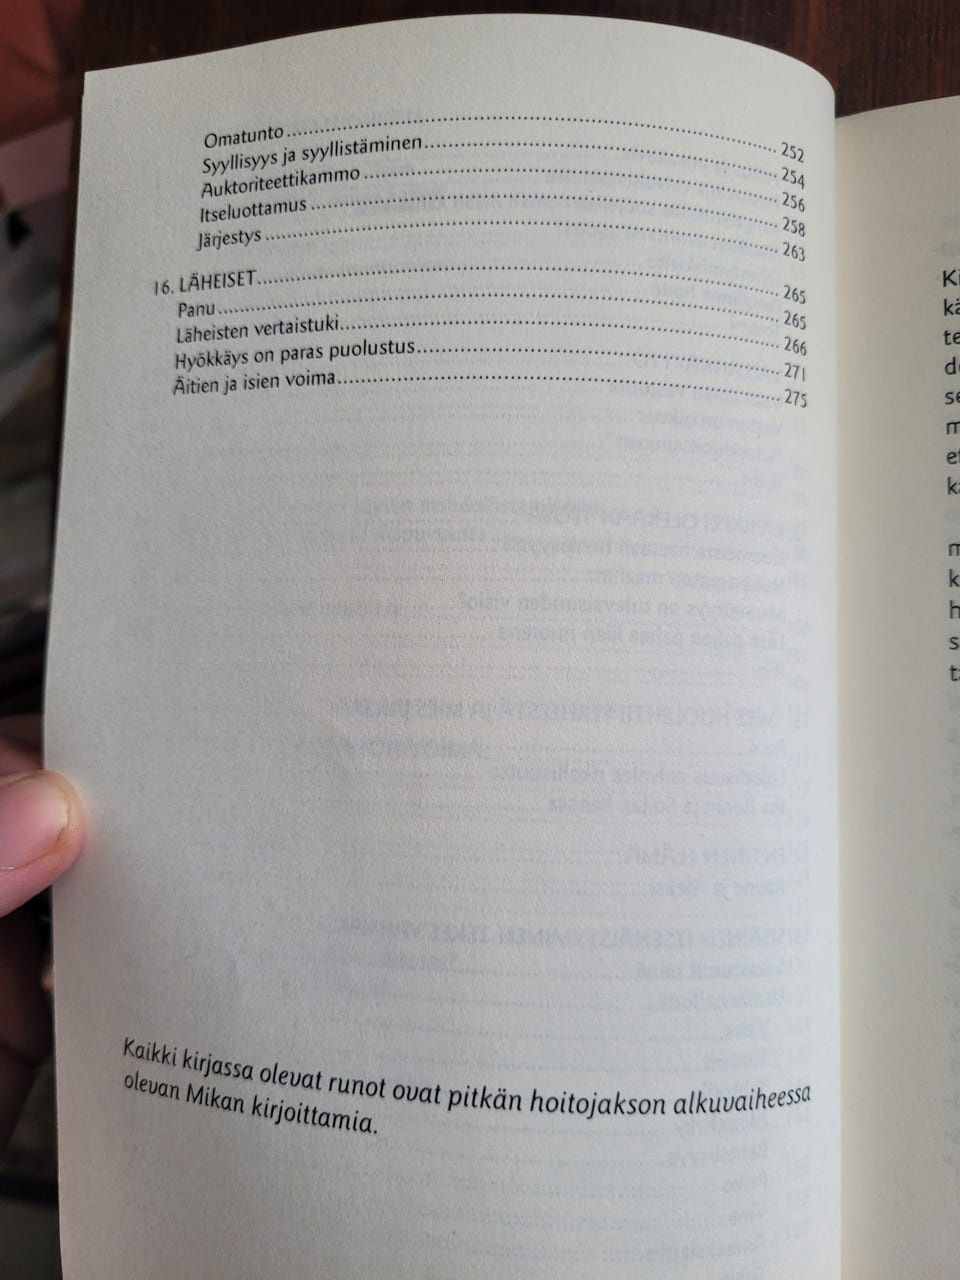 Omatunto ........ 252
Syyllisyys ja syyllistäminen ........ 254
Auktoriteettikammo ........ 256
Itseluottamus ........ 258
Järjestys ........ 263
16. LÄHEISET ........ 265
Panu ........ 265
Läheisten vertaistuki ........ 266
Hyökkäys on paras puolustus ........ 271
Äitien ja isien voima ........ 275
Kaikki kirjassa olevat runot ovat pitkän hoitojakson alkuvaiheessa
olevan Mikan kirjoittamia.